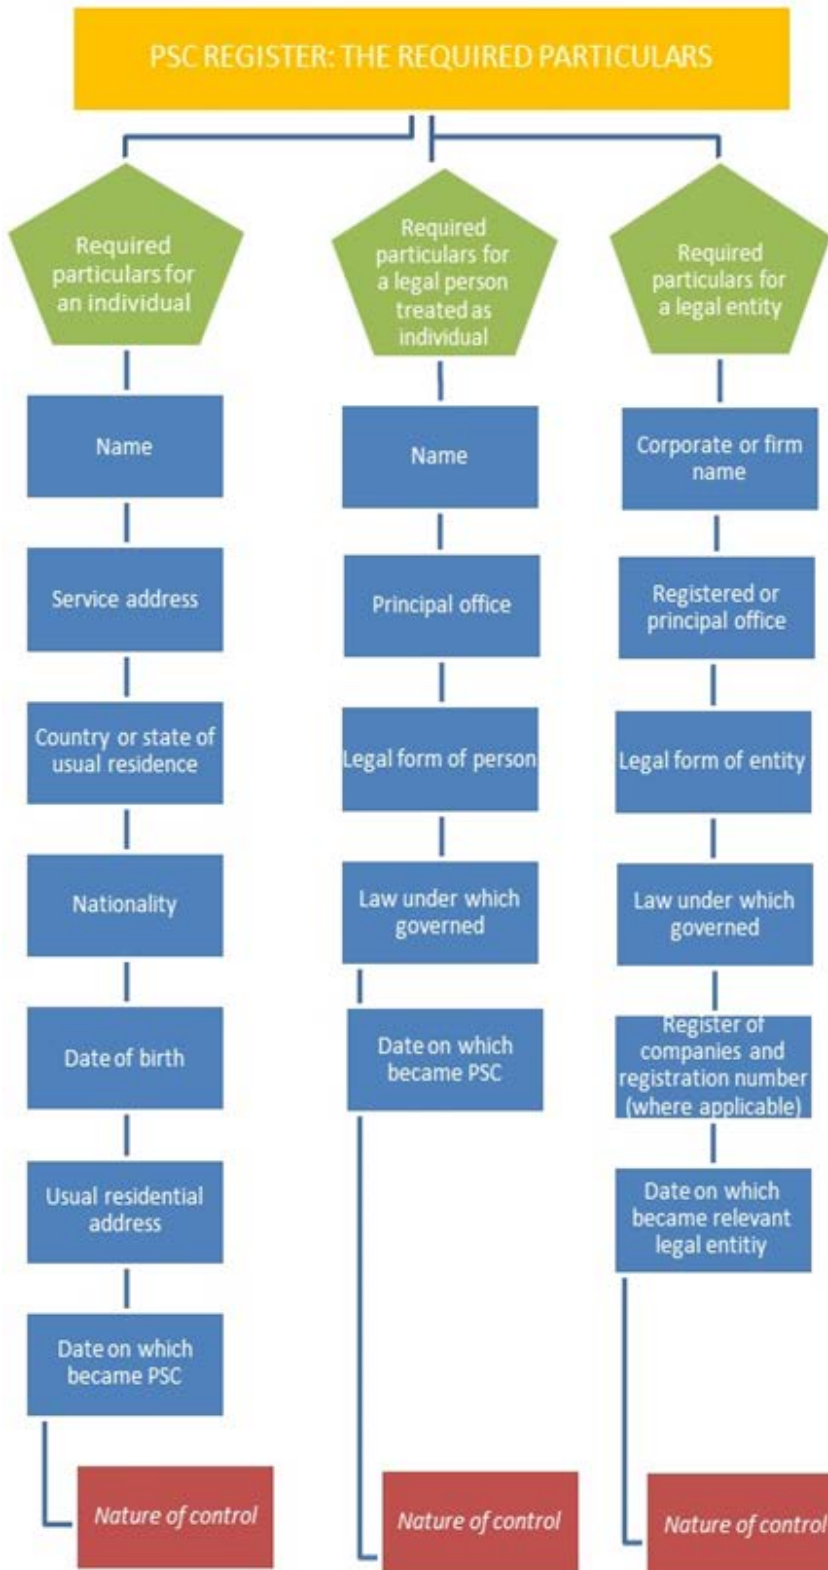 PSC REGISTER: THE REQUIRED PARTICULARS
Required
particulars for
an individual
Name
Service address
Country or state of
usual residence
Nationality
Date of birth
Usual residential
address
Date on which
became PSC
Nature of control
Required
particulars for
a legal person
treated as
individual
Name
Principal office
Legal form of person
Law under which
governed
Date on which
became PSC
Nature of control
Required
particulars for
a legal entity
Corporate or firm
name
Registered or
principal office
Legal form of entity
Law under which
governed
Register of
companies and
registration number
(where applicable)
Date on which
became relevant
legal entitiy
Nature of control